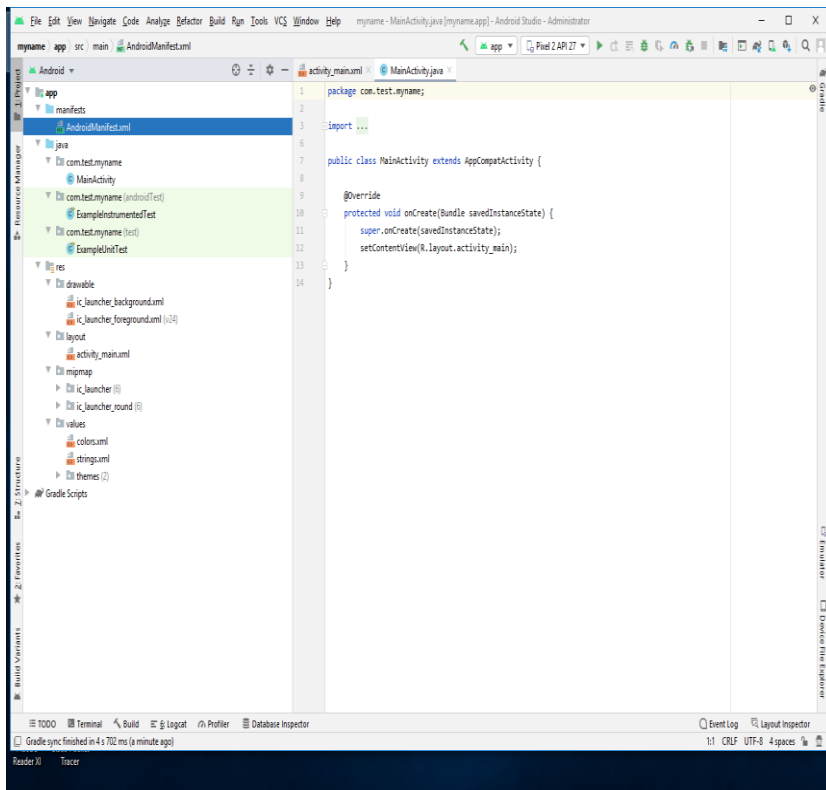 File Edit View Navigate Code Analyze Refactor Build Run Tools VCS Window Help myname - MainActivity.java [myname.app] - Android Studio - Administrator
myname app src main AndroidManifest.xml app Pixel 2 API 27
1: Project
Resource Manager
Z: Structure
2: Favorites
Build Variants
Android
app
manifests
AndroidManifest.xml
java
com.test.myname
MainActivity
com.test.myname (androidTest)
ExampleInstrumentedTest
com.test.myname (test)
ExampleUnitTest
res
drawable
ic_launcher_background.xml
ic_launcher_foreground.xml (v24)
layout
activity_main.xml
mipmap
ic_launcher (6)
ic_launcher_round (6)
values
colors.xml
strings.xml
themes (2)
Gradle Scripts
activity_main.xml MainActivity.java
1 package com.test.myname;
2
3 import ...
6
7 public class MainActivity extends AppCompatActivity {
8
9 @Override
10 protected void onCreate(Bundle savedInstanceState) {
11 super.onCreate(savedInstanceState);
12 setContentView(R.layout.activity_main);
13 }
14 }
Gradle
Emulator
Device File Explorer
TODO Terminal Build 6: Logcat Profiler Database Inspector Event Log Layout Inspector
Gradle sync finished in 4 s 702 ms (a minute ago) 1:1 CRLF UTF-8 4 spaces
Reader XI Tracer